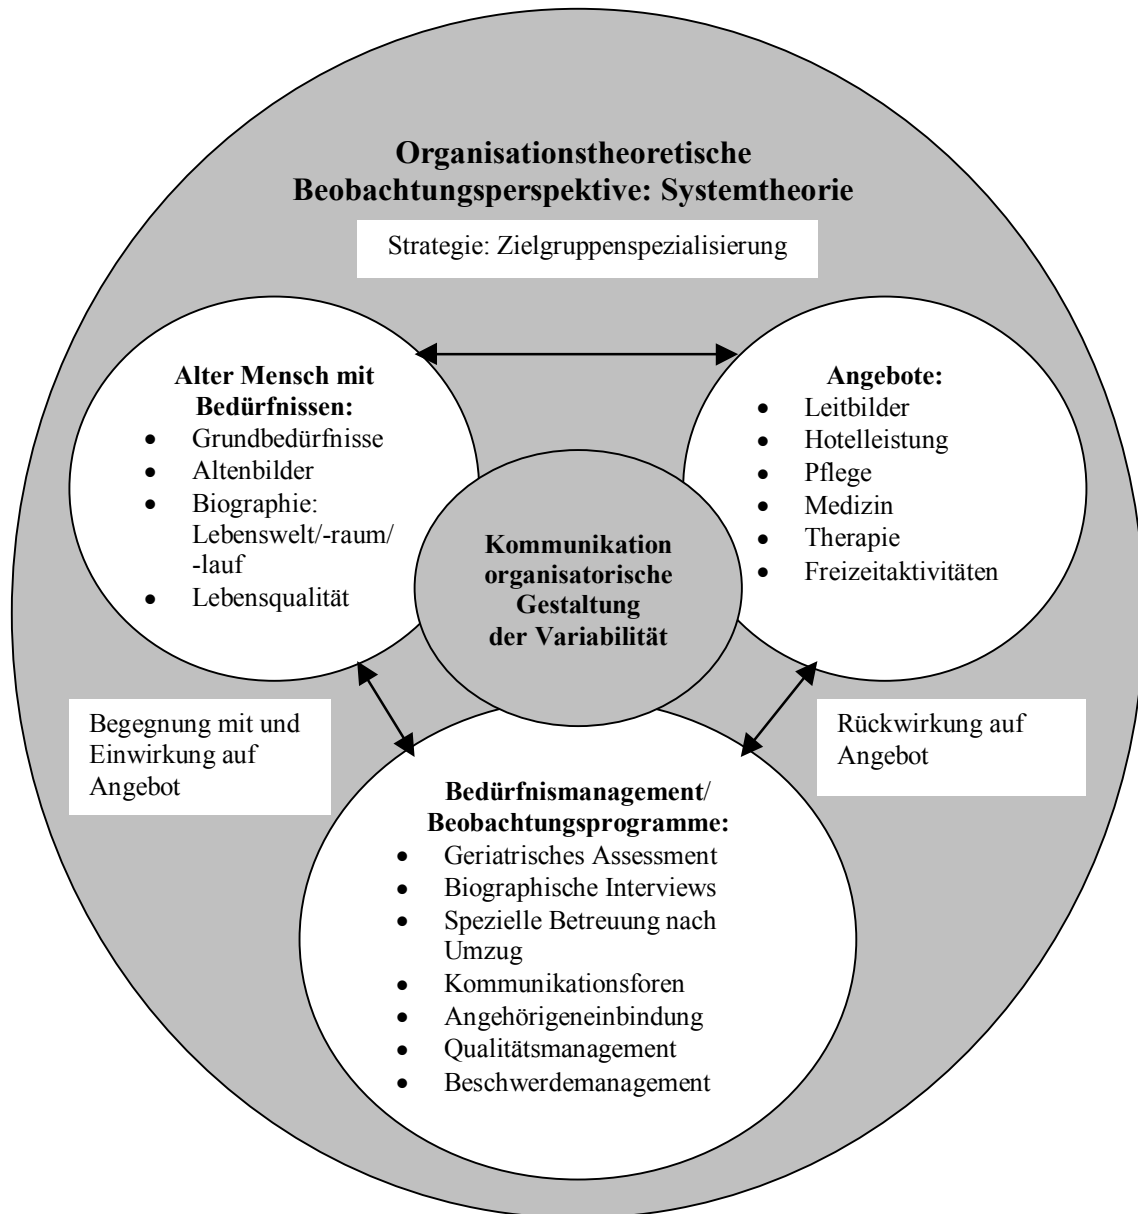 Organisationstheoretische
Beobachtungsperspektive: Systemtheorie
Strategie: Zielgruppenspezialisierung
Alter Mensch mit
Bedürfnissen:
• Grundbedürfnisse
• Altenbilder
• Biographie:
Lebenswelt/-raum/
-lauf
• Lebensqualität
Angebote:
• Leitbilder
• Hotelleistung
• Pflege
• Medizin
• Therapie
• Freizeitaktivitäten
Kommunikation
organisatorische
Gestaltung
der Variabilität
Begegnung mit und
Einwirkung auf
Angebot
Rückwirkung auf
Angebot
Bedürfnismanagement/
Beobachtungsprogramme:
• Geriatrisches Assessment
• Biographische Interviews
• Spezielle Betreuung nach
Umzug
• Kommunikationsforen
• Angehörigeneinbindung
• Qualitätsmanagement
• Beschwerdemanagement